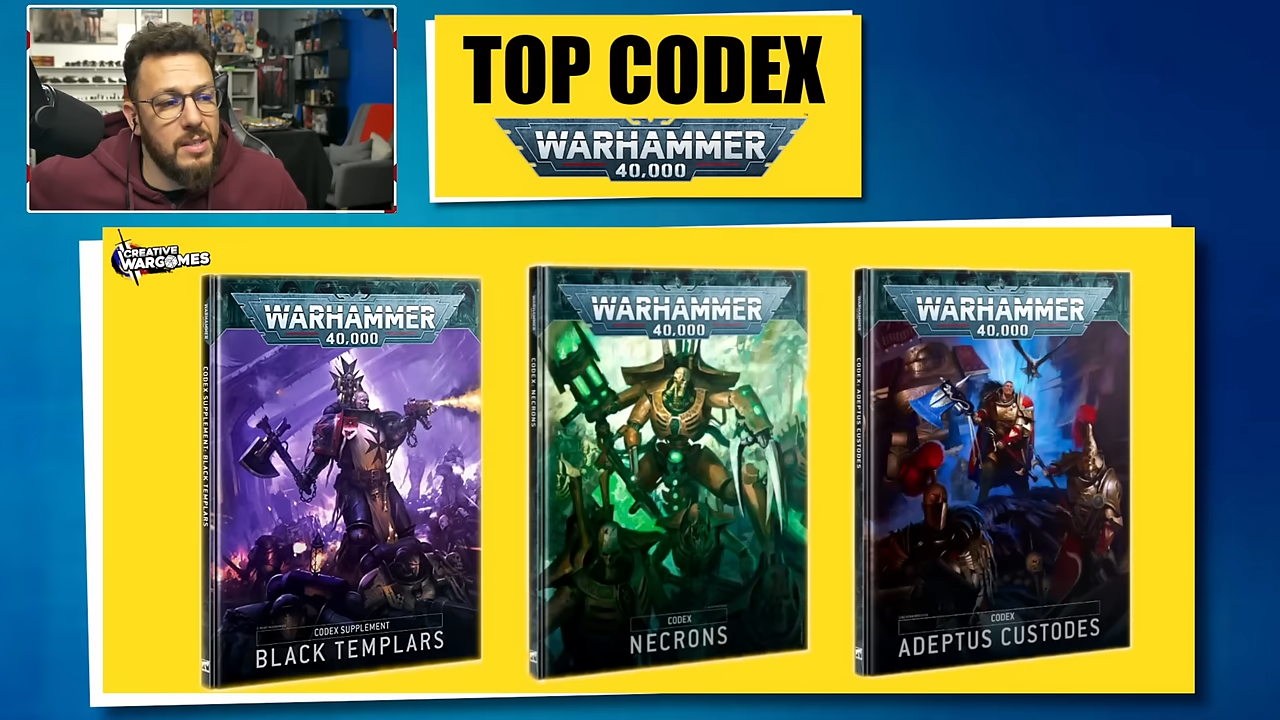 TOP CODEX
WARHAMMER
40,000
CREATIVE
WARGOMES
WARHAMMER
40,000
CODEX SUPPLEMENT: BLACK TEMPLARS
CODEX SUPPLEMENT
BLACK TEMPLARS
WARHAMMER
40,000
CODEX: NECRONS
CODEX
NECRONS
WARHAMMER
40,000
CODEX: ADEPTUS CUSTODES
CODEX
ADEPTUS CUSTODES